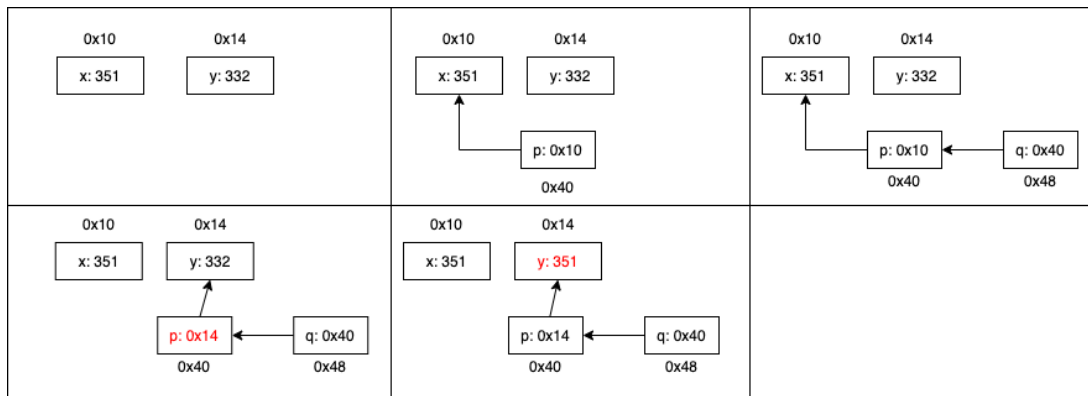 0x10 0x14
x: 351 y: 332
0x10 0x14
x: 351 y: 332
p: 0x10
0x40
0x10 0x14
x: 351 y: 332
p: 0x10 q: 0x40
0x40 0x48
0x10 0x14
x: 351 y: 332
p: 0x14 q: 0x40
0x40 0x48
0x10 0x14
x: 351 y: 351
p: 0x14 q: 0x40
0x40 0x48